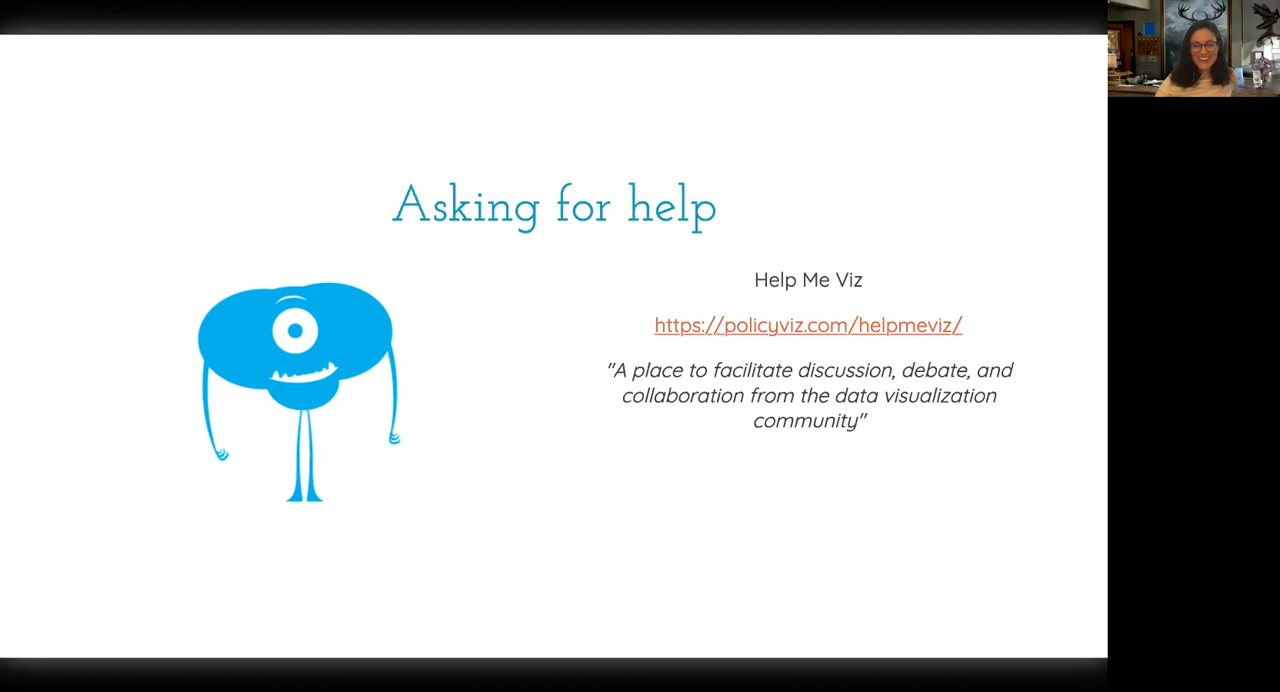 Asking for help
Help Me Viz
https://policyviz.com/helpmeviz/
"A place to facilitate discussion, debate, and
collaboration from the data visualization
community"